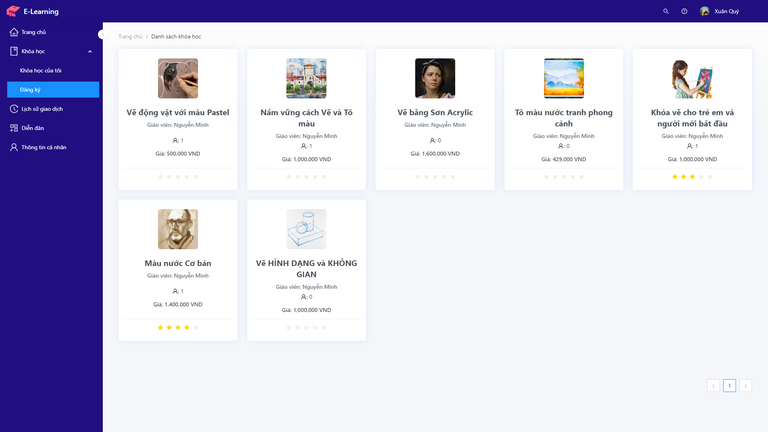 E-Learning
Xuân Quý
Trang chủ
Khóa học
Khóa học của tôi
Đăng ký
Lịch sử giao dịch
Diễn đàn
Thông tin cá nhân
Trang chủ / Danh sách khóa học
Vẽ động vật với màu Pastel
Giáo viên: Nguyễn Minh
: 1
Giá: 500,000 VND
Nắm vững cách Vẽ và Tô
màu
Giáo viên: Nguyễn Minh
: 1
Giá: 1,000,000 VND
Vẽ bằng Sơn Acrylic
Giáo viên: Nguyễn Minh
: 0
Giá: 1,600,000 VND
Tô màu nước tranh phong
cảnh
Giáo viên: Nguyễn Minh
: 0
Giá: 429,000 VND
Khóa vẽ cho trẻ em và
người mới bắt đầu
Giáo viên: Nguyễn Minh
: 1
Giá: 1,000,000 VND
Màu nước Cơ bản
Giáo viên: Nguyễn Minh
: 1
Giá: 1,400,000 VND
Vẽ HÌNH DẠNG và KHÔNG
GIAN
Giáo viên: Nguyễn Minh
: 0
Giá: 1,000,000 VND
1